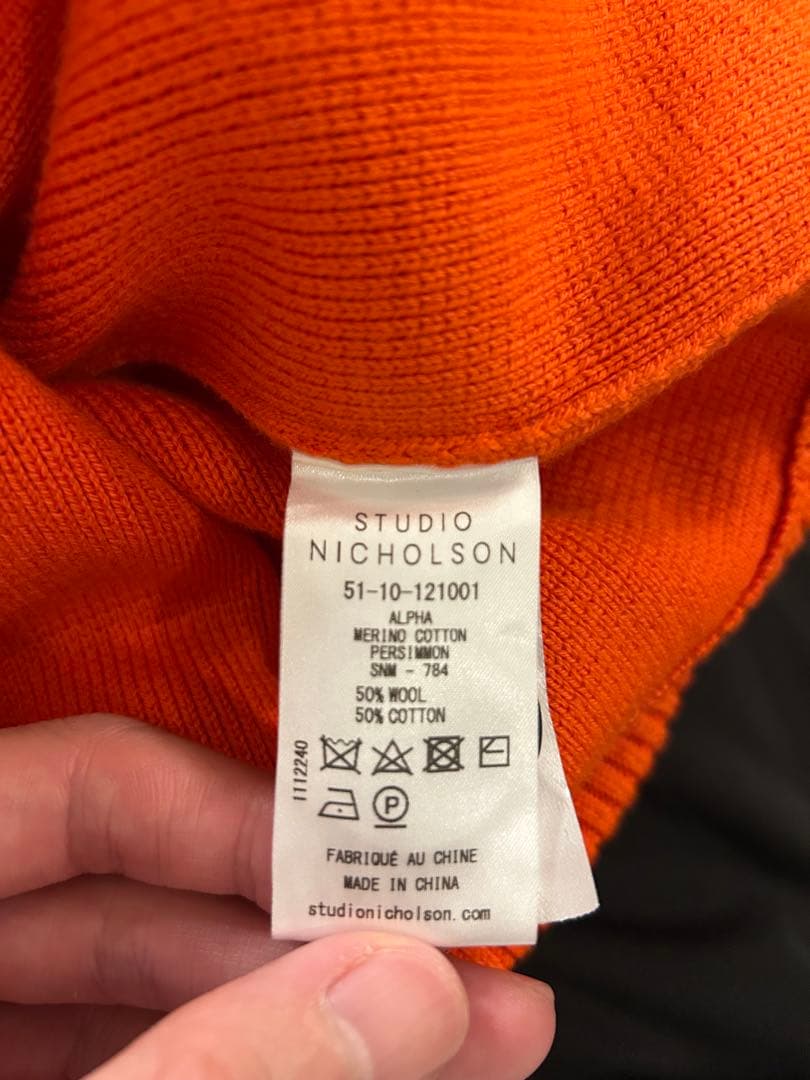 STUDIO
NICHOLSON
51-10-121001
ALPHA
MERINO COTTON
PERSIMMON
SNM - 784
50% WOOL
50% COTTON
1112240
P
FABRIQUÉ AU CHINE
MADE IN CHINA
studionicholson.com